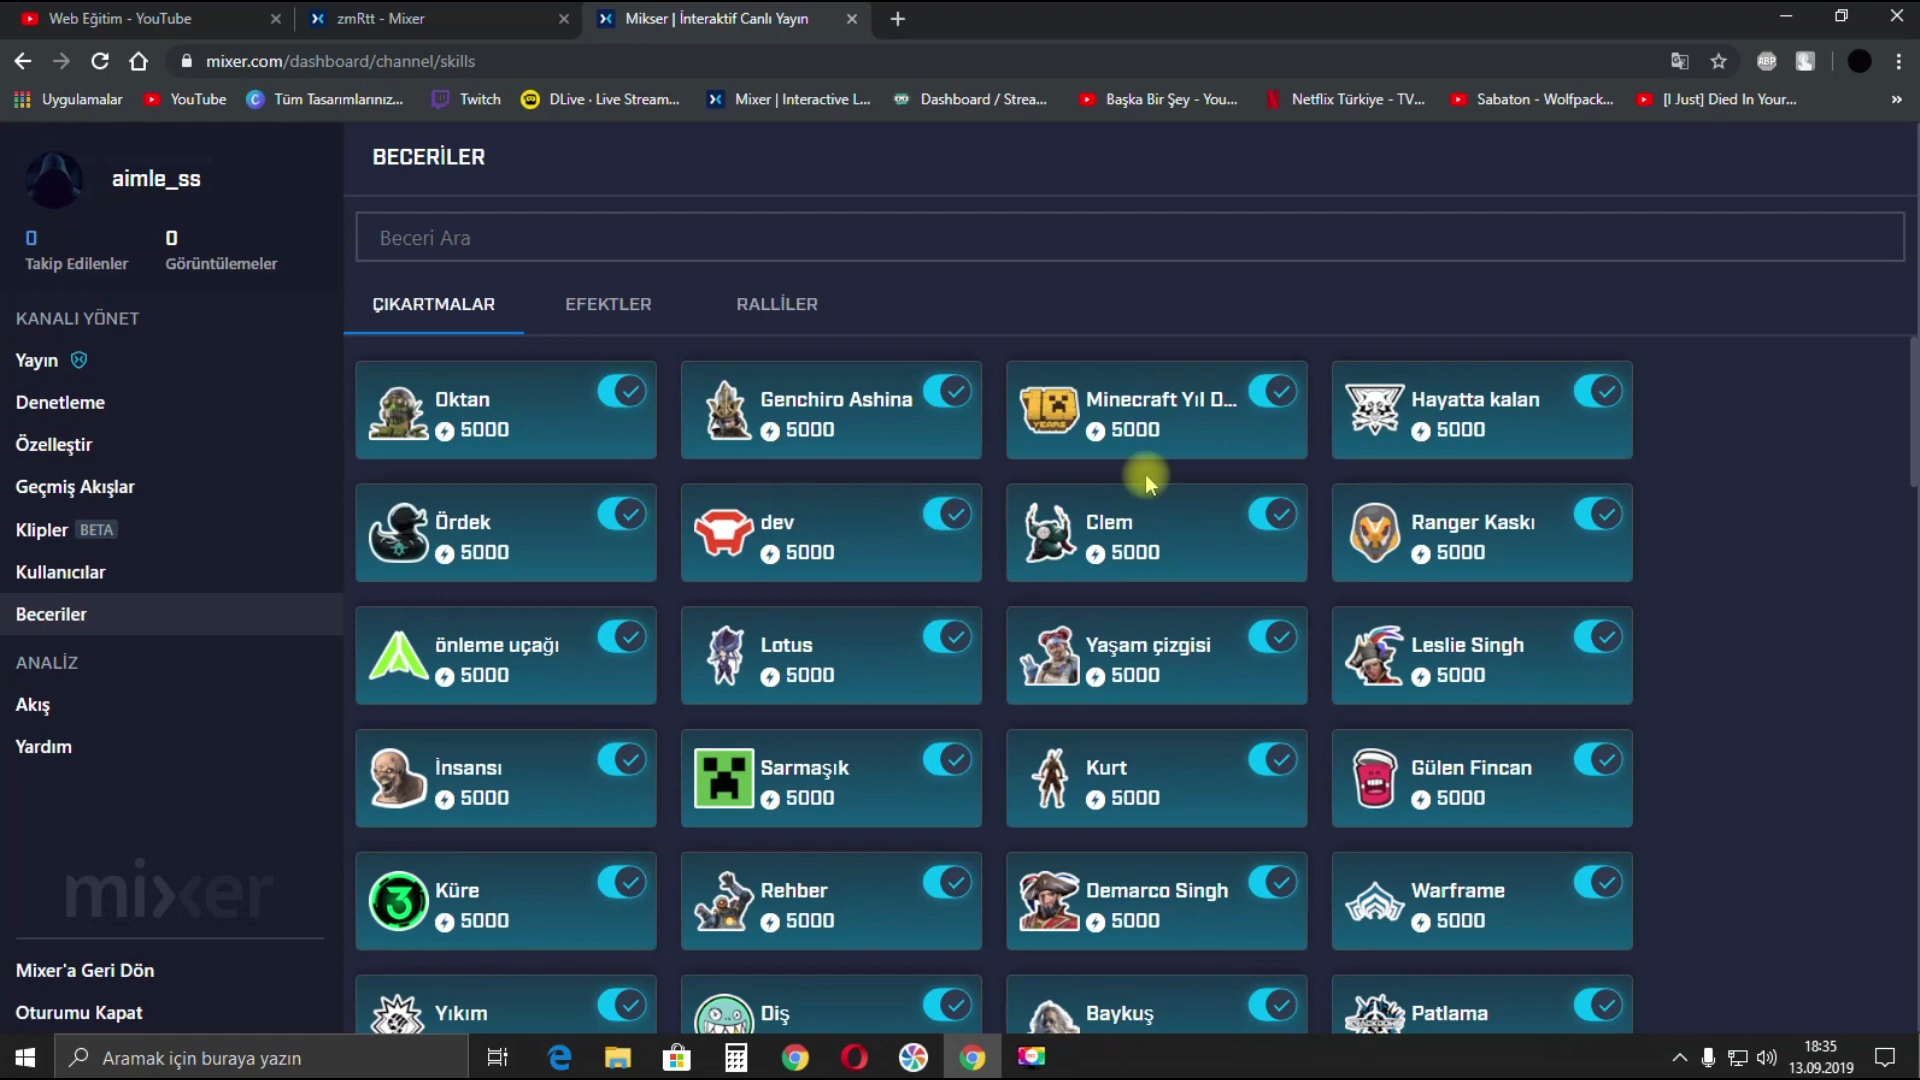 Web Eğitim - YouTube
zmRtt - Mixer
Mikser | İnteraktif Canlı Yayın
mixer.com/dashboard/channel/skills
ABP
Uygulamalar
YouTube
Tüm Tasarımlarınız...
Twitch
DLive · Live Stream...
Mixer | Interactive L...
Dashboard / Strea...
Başka Bir Şey - You...
Netflix Türkiye - TV...
Sabaton - Wolfpack...
[I Just] Died In Your...
aimle_ss
0
Takip Edilenler
0
Görüntülemeler
KANALI YÖNET
Yayın
Denetleme
Özelleştir
Geçmiş Akışlar
Klipler BETA
Kullanıcılar
Beceriler
ANALİZ
Akış
Yardım
mixer
Mixer'a Geri Dön
Oturumu Kapat
BECERİLER
Beceri Ara
ÇIKARTMALAR
EFEKTLER
RALLİLER
Oktan
5000
Genchiro Ashina
5000
10 YEARS
Minecraft Yıl D...
5000
Hayatta kalan
5000
Ördek
5000
dev
5000
Clem
5000
Ranger Kaskı
5000
önleme uçağı
5000
Lotus
5000
Yaşam çizgisi
5000
Leslie Singh
5000
İnsansı
5000
Sarmaşık
5000
Kurt
5000
Gülen Fincan
5000
3
Küre
5000
Rehber
5000
Demarco Singh
5000
Warframe
5000
Yıkım
Diş
Baykuş
Patlama
Aramak için buraya yazın
18:35
13.09.2019